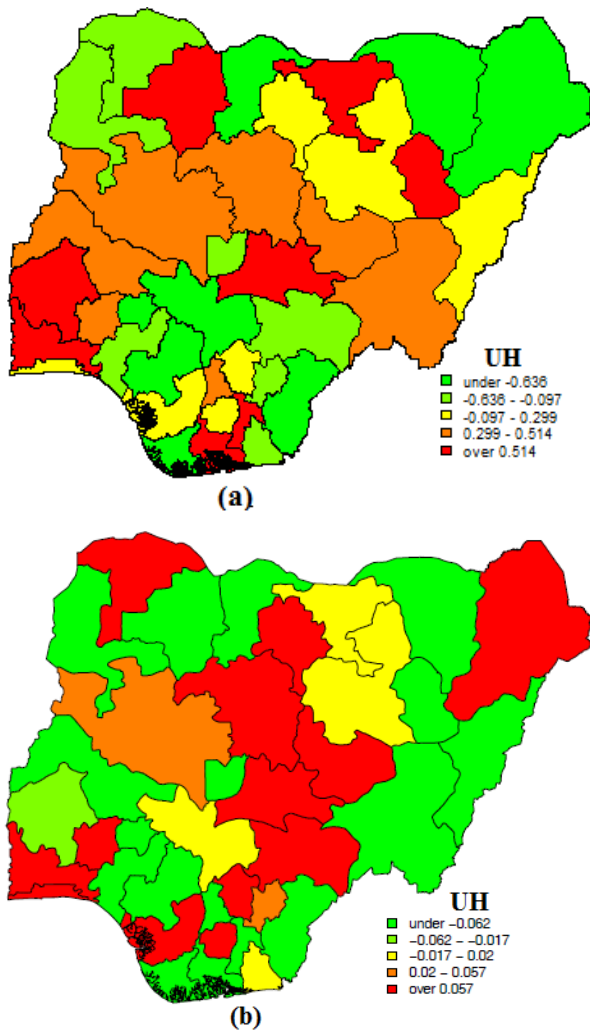 UH
under -0.636
-0.636 - -0.097
-0.097 - 0.299
0.299 - 0.514
over 0.514
(a)
UH
under -0.062
-0.062 - -0.017
-0.017 - 0.02
0.02 - 0.057
over 0.057
(b)